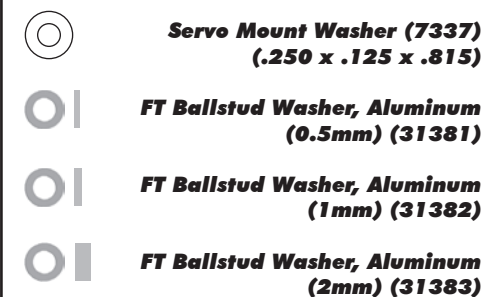 Servo Mount Washer (7337)
(.250 x .125 x .815)
FT Ballstud Washer, Aluminum
(0.5mm) (31381)
FT Ballstud Washer, Aluminum
(1mm) (31382)
FT Ballstud Washer, Aluminum
(2mm) (31383)